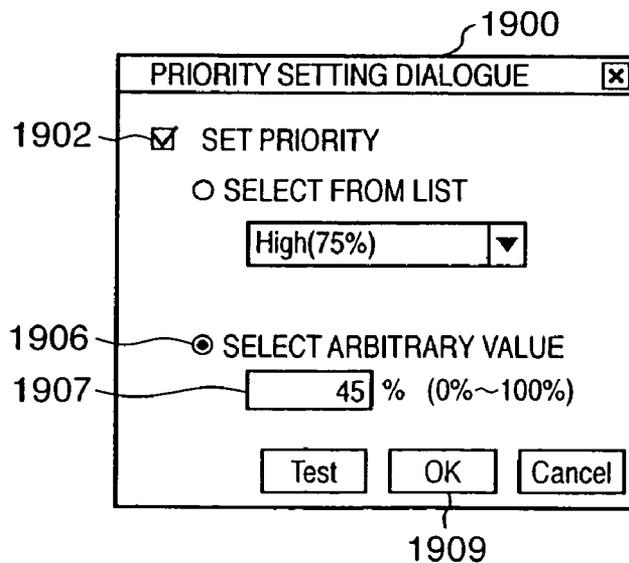 1900
PRIORITY SETTING DIALOGUE
1902 SET PRIORITY
SELECT FROM LIST
High(75%)
1906 SELECT ARBITRARY VALUE
1907 45 % (0%~100%)
Test OK Cancel
1909